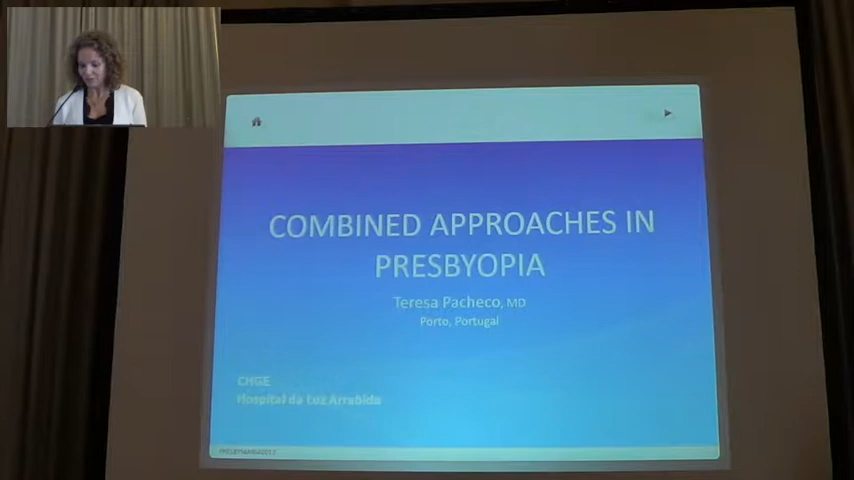 COMBINED APPROACHES IN
PRESBYOPIA
Teresa Pacheco, MD
Porto, Portugal
CHGE
Hospital da Luz Arrábida